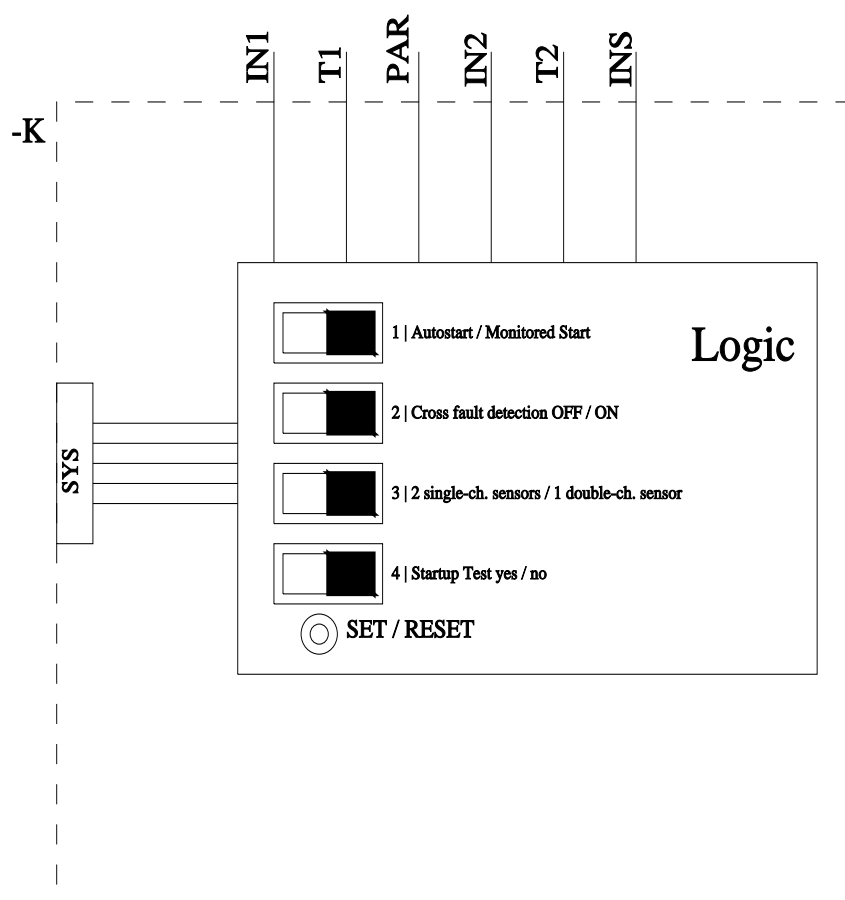 IN1
T1
PAR
IN2
T2
INS
-K
1 | Autostart / Monitored Start
Logic
2 | Cross fault detection OFF / ON
SYS
3 | 2 single-ch. sensors / 1 double-ch. sensor
4 | Startup Test yes / no
SET / RESET